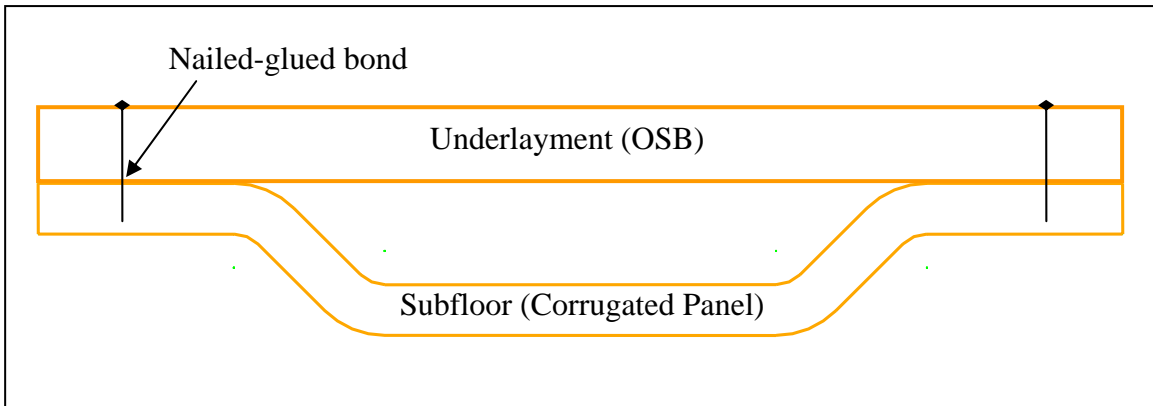 Nailed-glued bond
Underlayment (OSB)
Subfloor (Corrugated Panel)